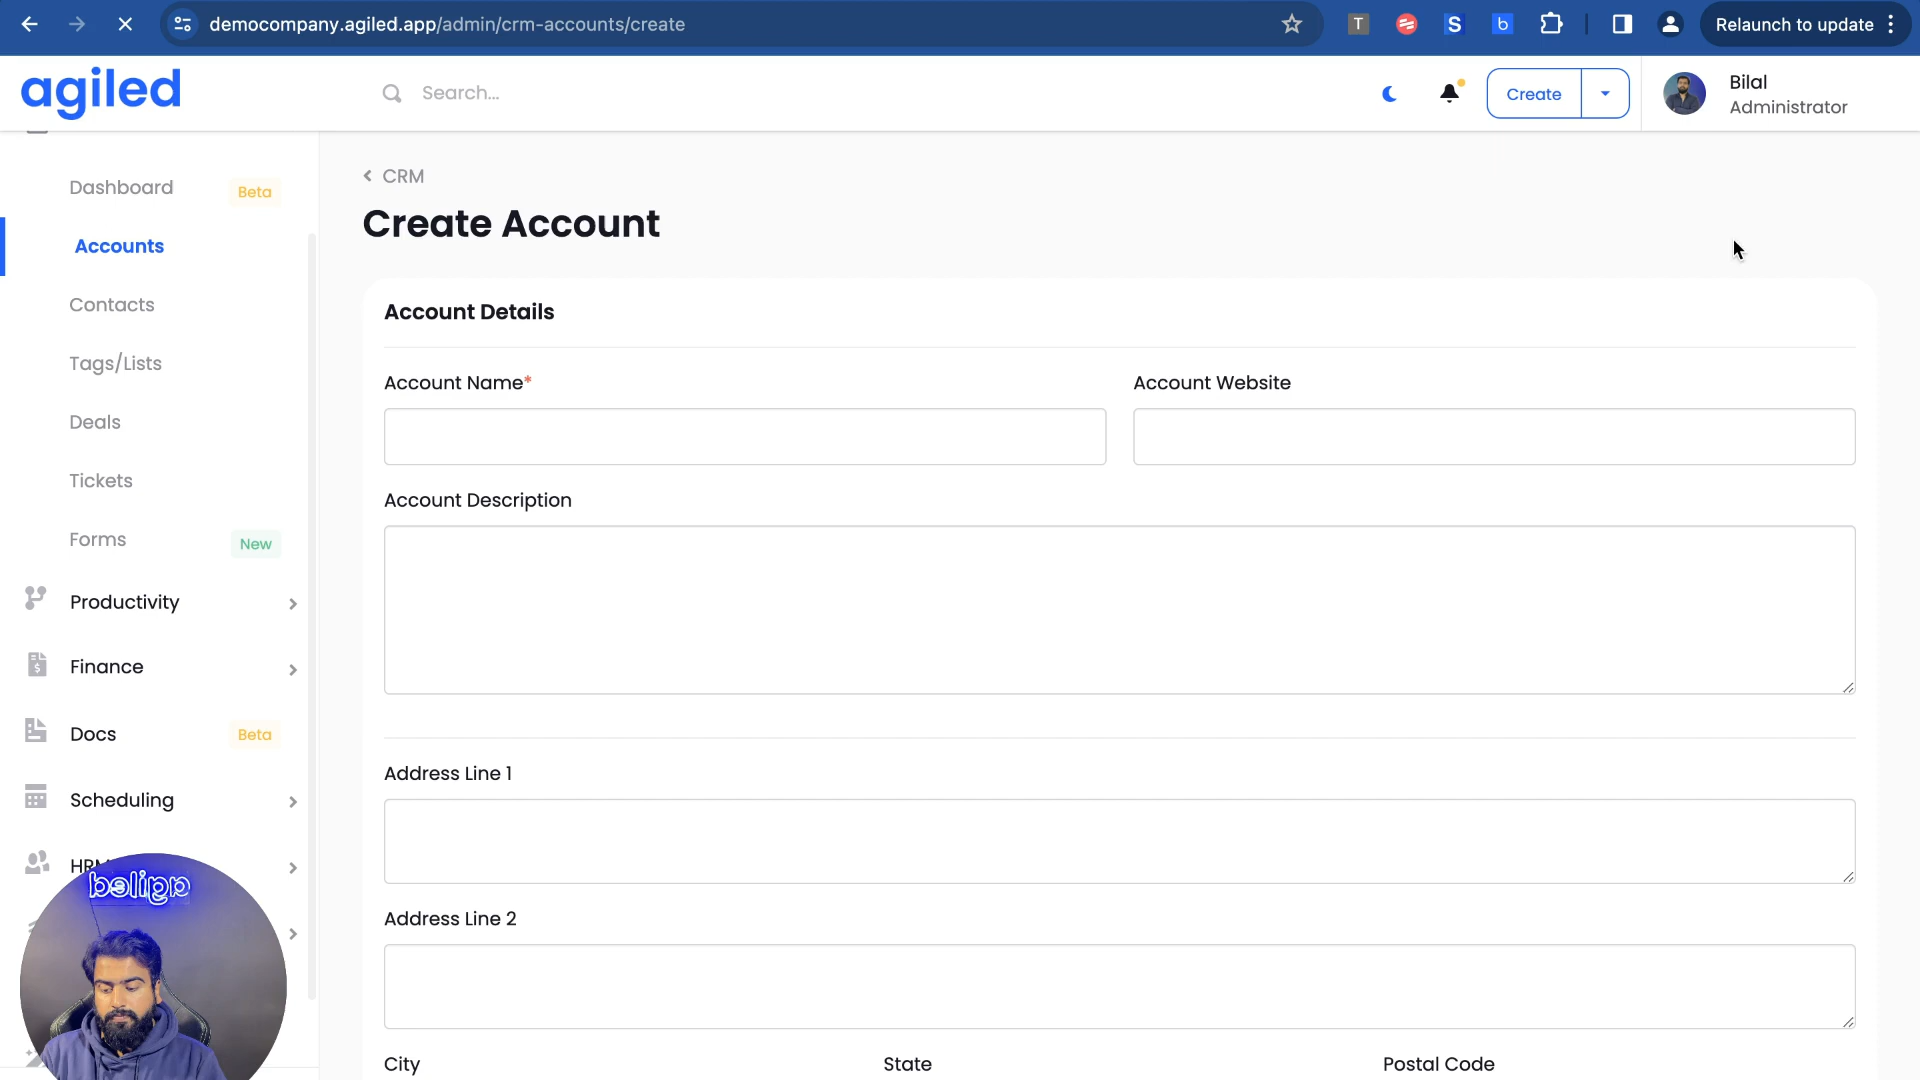 democompany.agiled.app/admin/crm-accounts/create
T
S
b
Relaunch to update
agiled
Search...
Create
Bilal
Administrator
Dashboard
Beta
Accounts
Contacts
Tags/Lists
Deals
Tickets
Forms
New
Productivity
Finance
Docs
Beta
Scheduling
HRM
agiled
CRM
Create Account
Account Details
Account Name*
Account Website
Account Description
Address Line 1
Address Line 2
City
State
Postal Code